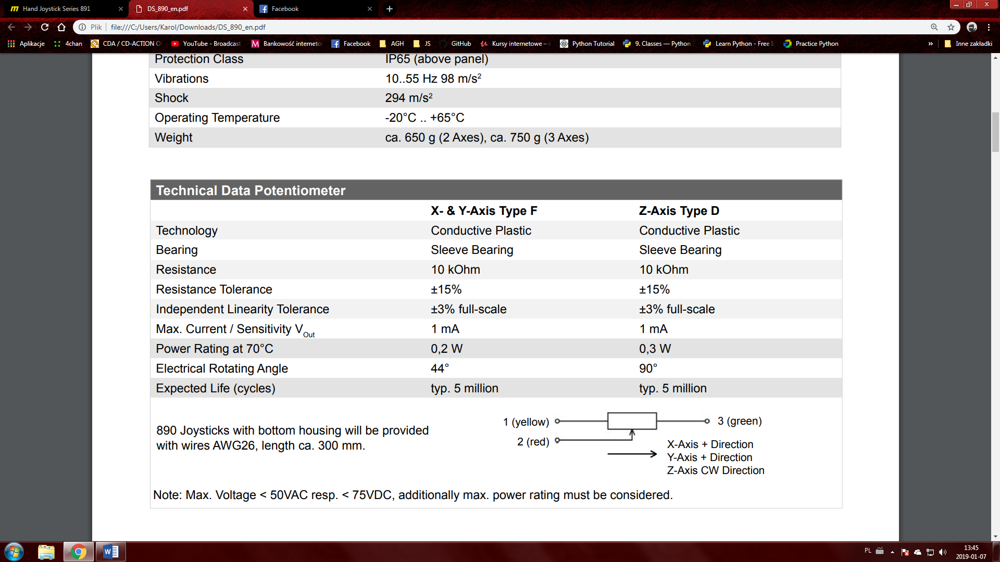 Hand Joystick Series 891
DS_890_en.pdf
Facebook
Plik file:///C:/Users/Karol/Downloads/DS_890_en.pdf
Aplikacje 4chan CDA / CD-ACTION YouTube - Broadcast Bankowość interneto Facebook AGH JS GitHub Kursy internetowe – Python Tutorial 9. Classes — Python Learn Python - Free Practice Python » Inne zakładki
Protection Class IP65 (above panel)
Vibrations 10..55 Hz 98 m/s²
Shock 294 m/s²
Operating Temperature -20°C .. +65°C
Weight ca. 650 g (2 Axes), ca. 750 g (3 Axes)
Technical Data Potentiometer
X- & Y-Axis Type F Z-Axis Type D
Technology Conductive Plastic Conductive Plastic
Bearing Sleeve Bearing Sleeve Bearing
Resistance 10 kOhm 10 kOhm
Resistance Tolerance ±15% ±15%
Independent Linearity Tolerance ±3% full-scale ±3% full-scale
Max. Current / Sensitivity VOut 1 mA 1 mA
Power Rating at 70°C 0,2 W 0,3 W
Electrical Rotating Angle 44° 90°
Expected Life (cycles) typ. 5 million typ. 5 million
890 Joysticks with bottom housing will be provided
with wires AWG26, length ca. 300 mm.
1 (yellow) 3 (green)
2 (red)
X-Axis + Direction
Y-Axis + Direction
Z-Axis CW Direction
Note: Max. Voltage < 50VAC resp. < 75VDC, additionally max. power rating must be considered.
PL
13:45
2019-01-07